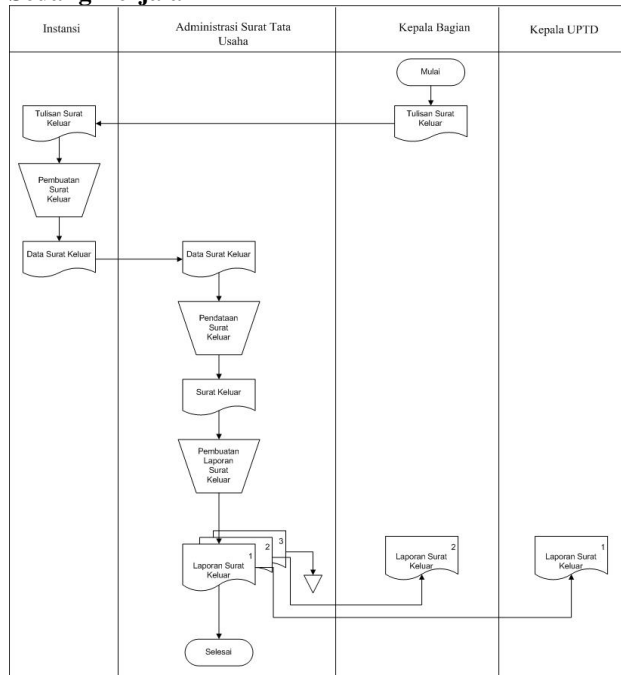 Instansi
Administrasi Surat Tata
Usaha
Kepala Bagian
Kepala UPTD
Mulai
Tulisan Surat
Keluar
Tulisan Surat
Keluar
Pembuatan
Surat
Keluar
Data Surat Keluar
Data Surat Keluar
Pendataan
Surat
Keluar
Surat Keluar
Pembuatan
Laporan
Surat
Keluar
3
2
1
Laporan Surat
Keluar
2
Laporan Surat
Keluar
1
Laporan Surat
Keluar
Selesai